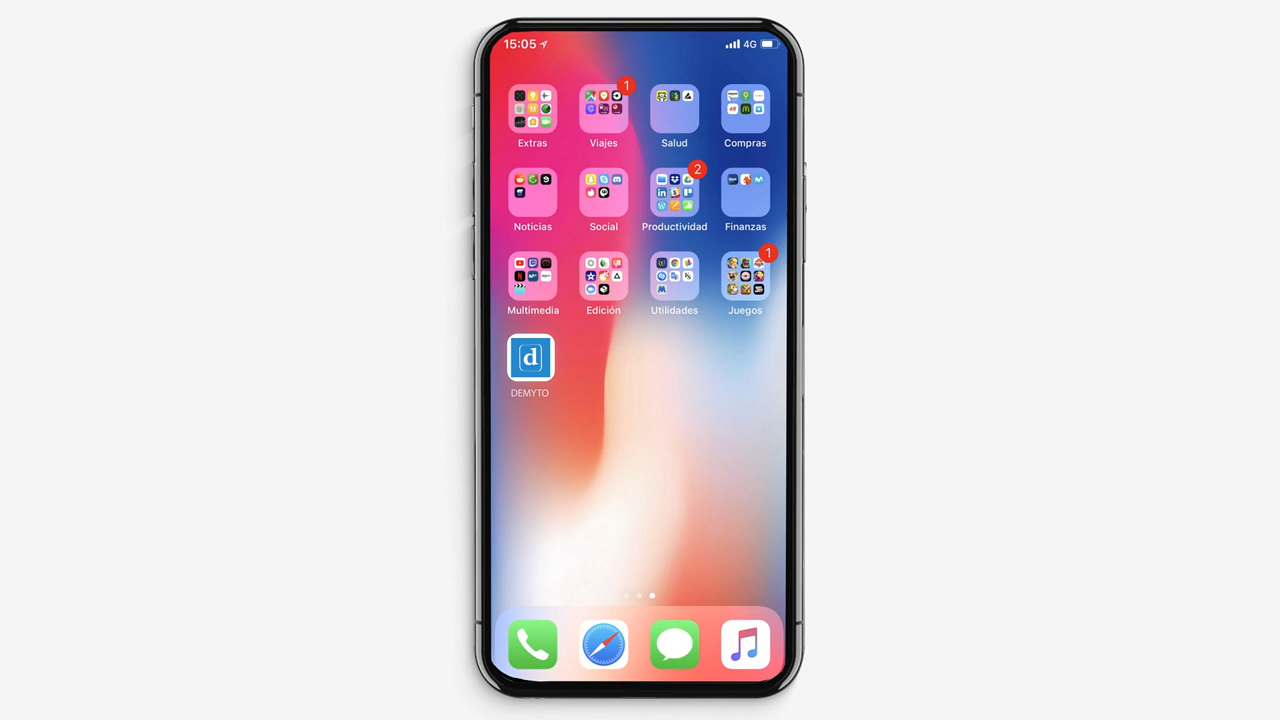 15:05
4G
1
Extras Viajes Salud Compras
2
Noticias Social Productividad Finanzas
1
Multimedia Edición Utilidades Juegos
d
DEMYTO